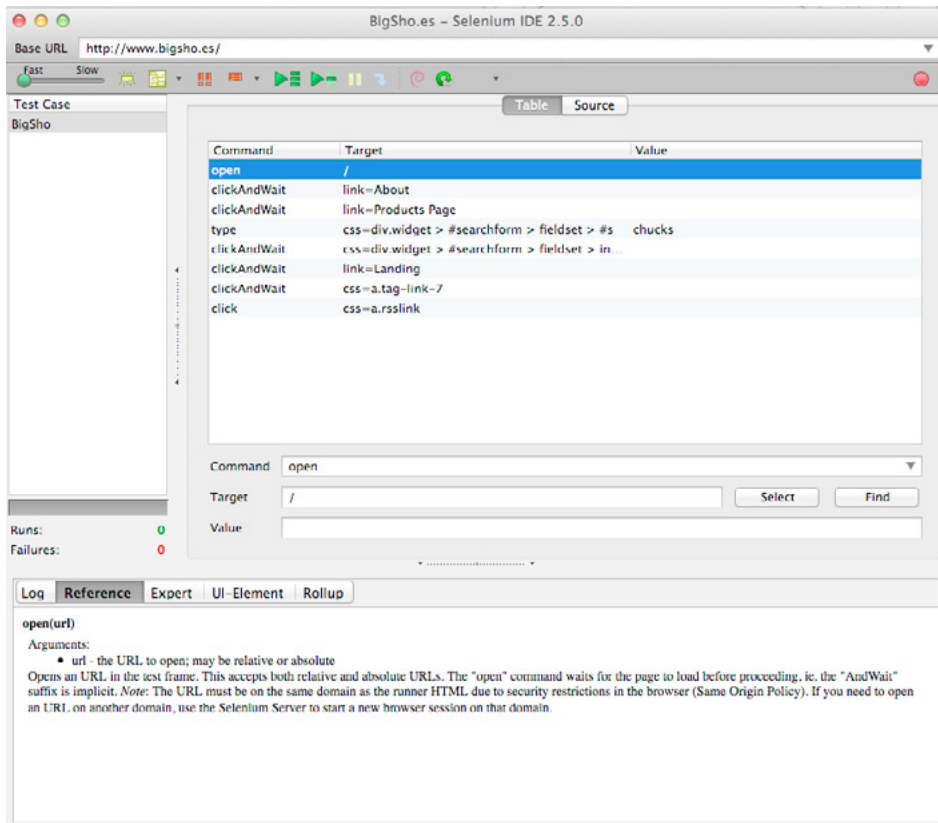 BigSho.es – Selenium IDE 2.5.0
Base URL http://www.bigsho.es/
Fast Slow
Table Source
Test Case
BigSho
Command Target Value
open /
clickAndWait link=About
clickAndWait link=Products Page
type css=div.widget > #searchform > fieldset > #s chucks
clickAndWait css=div.widget > #searchform > fieldset > in...
clickAndWait link=Landing
clickAndWait css=a.tag-link-7
click css=a.rsslink
Command open
Target / Select Find
Value
Runs: 0
Failures: 0
Log Reference Expert UI-Element Rollup
open(url)
Arguments:
• url - the URL to open; may be relative or absolute
Opens an URL in the test frame. This accepts both relative and absolute URLs. The "open" command waits for the page to load before proceeding, ie. the "AndWait"
suffix is implicit. Note: The URL must be on the same domain as the runner HTML due to security restrictions in the browser (Same Origin Policy). If you need to open
an URL on another domain, use the Selenium Server to start a new browser session on that domain.